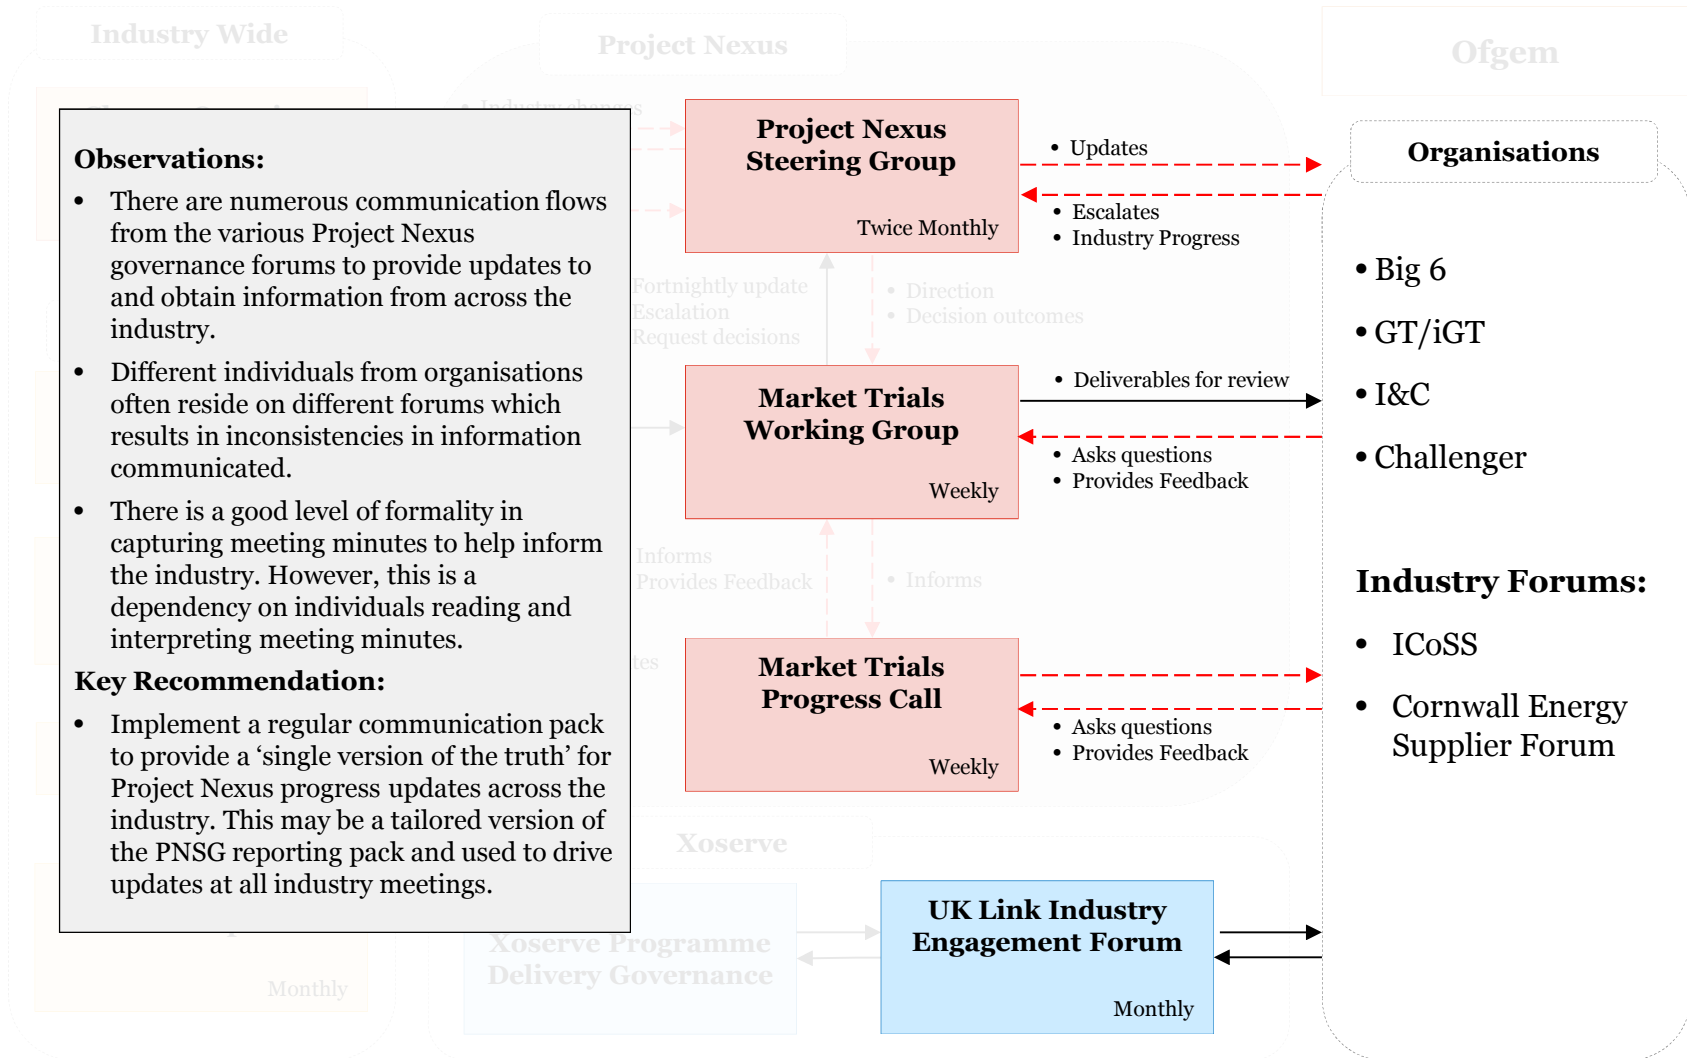 Industry Wide
Project Nexus
Ofgem
• Industry changes
Observations:
• There are numerous communication flows
from the various Project Nexus
governance forums to provide updates to
and obtain information from across the
industry.
• Different individuals from organisations
often reside on different forums which
results in inconsistencies in information
communicated.
• There is a good level of formality in
capturing meeting minutes to help inform
the industry. However, this is a
dependency on individuals reading and
interpreting meeting minutes.
Key Recommendation:
• Implement a regular communication pack
to provide a ‘single version of the truth’ for
Project Nexus progress updates across the
industry. This may be a tailored version of
the PNSG reporting pack and used to drive
updates at all industry meetings.
Monthly
Project Nexus
Steering Group
Twice Monthly
• Updates
• Escalates
• Industry Progress
Fortnightly update
Escalation
Request decisions
• Direction
• Decision outcomes
Market Trials
Working Group
Weekly
• Deliverables for review
• Asks questions
• Provides Feedback
Informs
Provides Feedback
• Informs
Market Trials
Progress Call
Weekly
• Asks questions
• Provides Feedback
Xoserve
Xoserve Programme
Delivery Governance
UK Link Industry
Engagement Forum
Monthly
Organisations
• Big 6
• GT/iGT
• I&C
• Challenger
Industry Forums:
• ICoSS
• Cornwall Energy
Supplier Forum